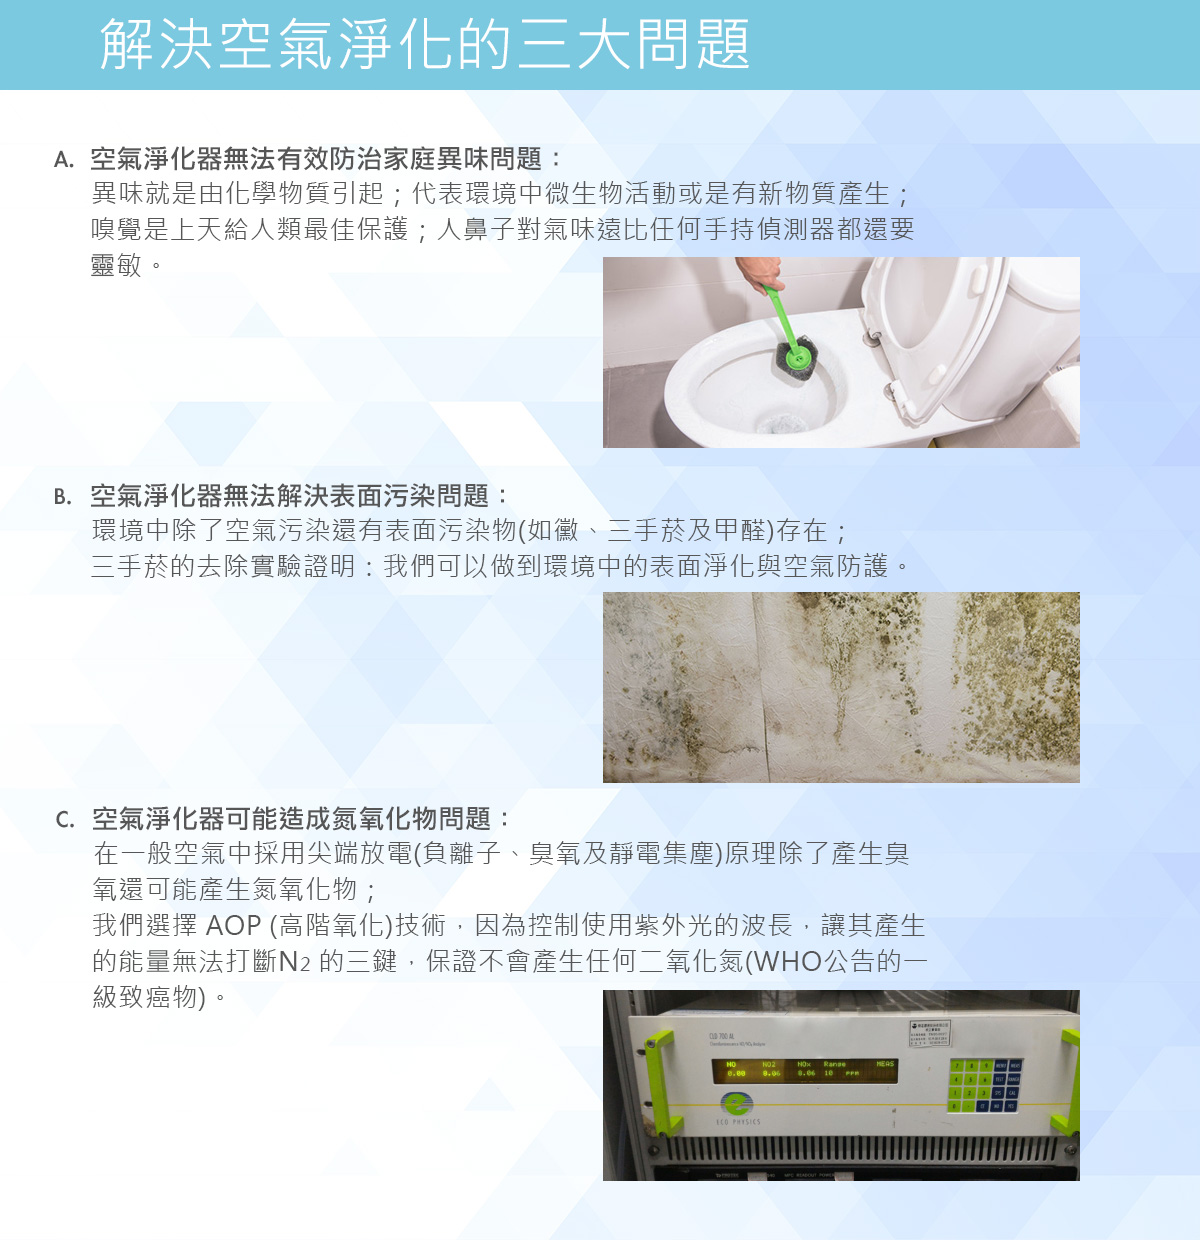 解決空氣淨化的三大問題
A. 空氣淨化器無法有效防治家庭異味問題：
異味就是由化學物質引起；代表環境中微生物活動或是有新物質產生；
嗅覺是上天給人類最佳保護；人鼻子對氣味遠比任何手持偵測器都還要
靈敏。
B. 空氣淨化器無法解決表面污染問題：
環境中除了空氣污染還有表面污染物(如黴、三手菸及甲醛)存在；
三手菸的去除實驗證明：我們可以做到環境中的表面淨化與空氣防護。
C. 空氣淨化器可能造成氮氧化物問題：
在一般空氣中採用尖端放電(負離子、臭氧及靜電集塵)原理除了產生臭
氧還可能產生氮氧化物；
我們選擇 AOP (高階氧化)技術，因為控制使用紫外光的波長，讓其產生
的能量無法打斷N2 的三鍵，保證不會產生任何二氧化氮(WHO公告的一
級致癌物)。
CLD 700 AL
NO NO2 NOx Range MEAS
0.00 0.06 0.06 10 ppm
ECO PHYSICS